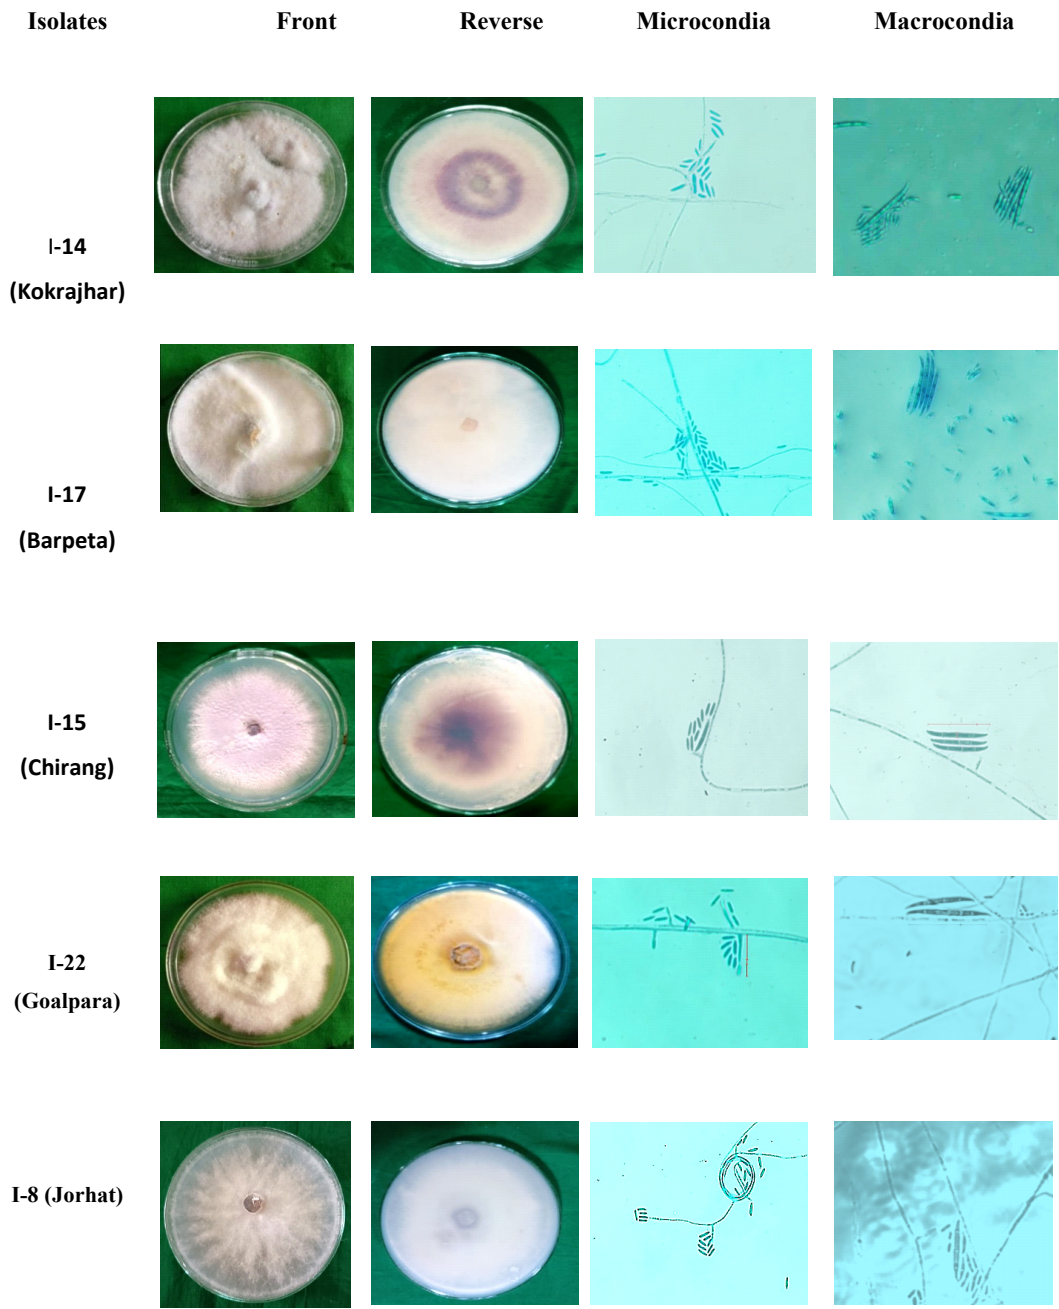 Isolates Front Reverse Microcondia Macrocondia
I-14
(Kokrajhar)
I-17
(Barpeta)
I-15
(Chirang)
I-22
(Goalpara)
I-8 (Jorhat)